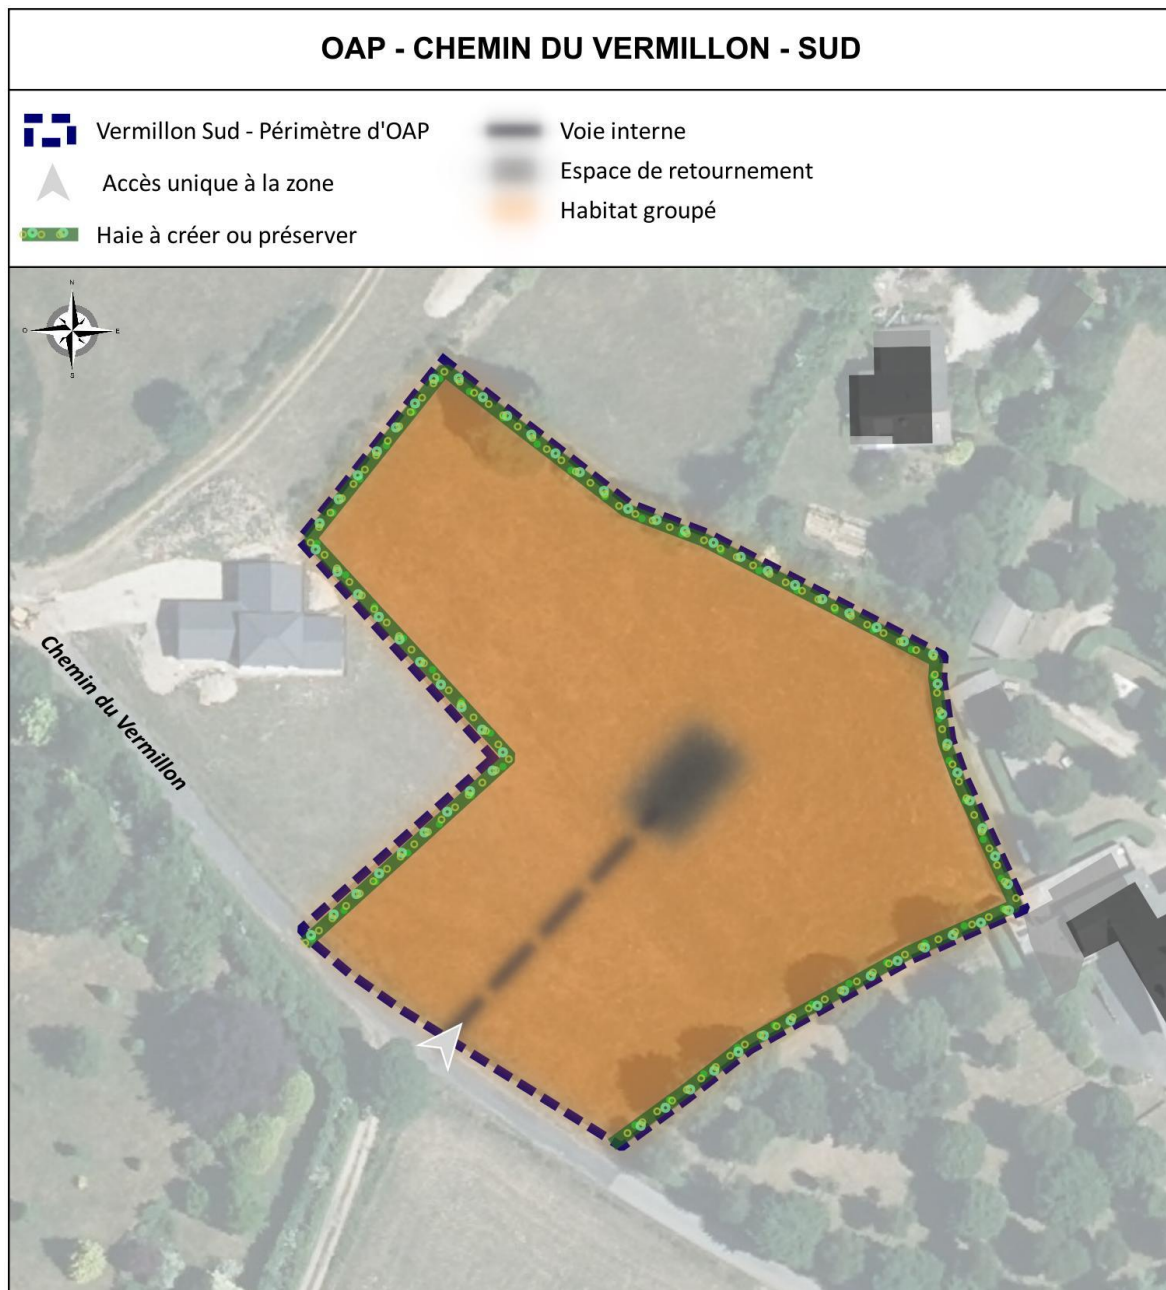 OAP - CHEMIN DU VERMILLON - SUD
Vermillon Sud - Périmètre d'OAP
Accès unique à la zone
Haie à créer ou préserver
Voie interne
Espace de retournement
Habitat groupé
N
O
E
S
Chemin du Vermillon